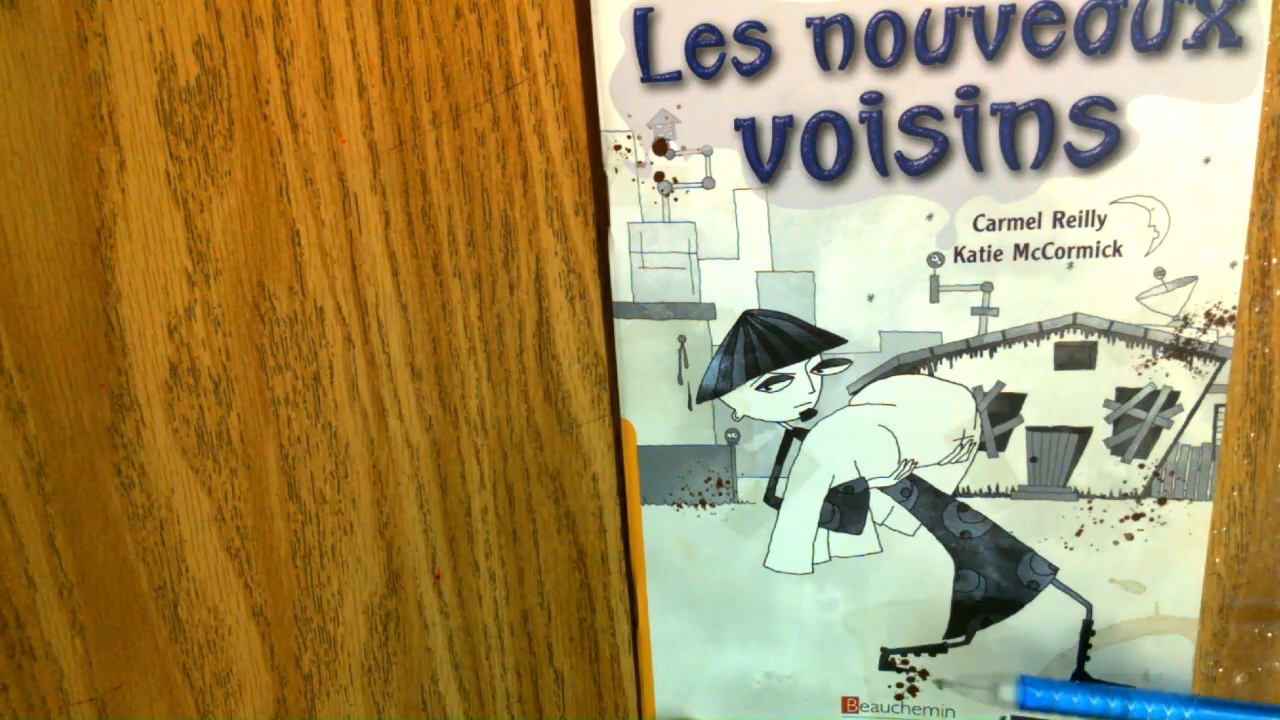 Les nouveaux
voisins
Carmel Reilly
Katie McCormick
Beauchemin